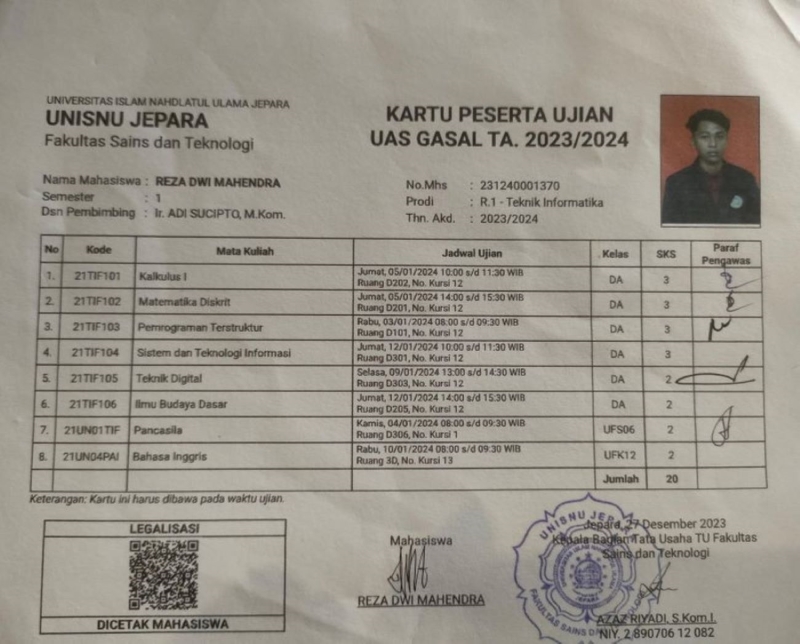 UNIVERSITAS ISLAM NAHDLATUL ULAMA JEPARA
UNISNU JEPARA
Fakultas Sains dan Teknologi
KARTU PESERTA UJIAN
UAS GASAL TA. 2023/2024
Nama Mahasiswa : REZA DWI MAHENDRA
Semester : 1
Dsn Pembimbing : Ir. ADI SUCIPTO, M.Kom.
No.Mhs : 231240001370
Prodi : R.1 - Teknik Informatika
Thn. Akd. : 2023/2024
No Kode Mata Kuliah Jadwal Ujian Kelas SKS Paraf Pengawas
1. 21TIF101 Kalkulus I Jumat, 05/01/2024 10:00 s/d 11:30 WIB DA 3
Ruang D202, No. Kursi 12
2. 21TIF102 Matematika Diskrit Jumat, 05/01/2024 14:00 s/d 15:30 WIB DA 3
Ruang D201, No. Kursi 12
3. 21TIF103 Pemrograman Terstruktur Rabu, 03/01/2024 08:00 s/d 09:30 WIB DA 3
Ruang D101, No. Kursi 12
4. 21TIF104 Sistem dan Teknologi Informasi Jumat, 12/01/2024 10:00 s/d 11:30 WIB DA 3
Ruang D301, No. Kursi 12
5. 21TIF105 Teknik Digital Selasa, 09/01/2024 13:00 s/d 14:30 WIB DA 2
Ruang D303, No. Kursi 12
6. 21TIF106 Ilmu Budaya Dasar Jumat, 12/01/2024 14:00 s/d 15:30 WIB DA 2
Ruang D205, No. Kursi 12
7. 21UN01TIF Pancasila Kamis, 04/01/2024 08:00 s/d 09:30 WIB UFS06 2
Ruang D306, No. Kursi 1
8. 21UN04PAI Bahasa Inggris Rabu, 10/01/2024 08:00 s/d 09:30 WIB UFK12 2
Ruang 3D, No. Kursi 13
Jumlah 20
Keterangan: Kartu ini harus dibawa pada waktu ujian.
LEGALISASI
DICETAK MAHASISWA
Mahasiswa
REZA DWI MAHENDRA
Jepara, 27 Desember 2023
Kepala Bagian Tata Usaha TU Fakultas
Sains dan Teknologi
AZAZ RIYADI, S.Kom.I.
NIY. 2 890706 12 082
UNISNU JEPARA
FAKULTAS SAINS